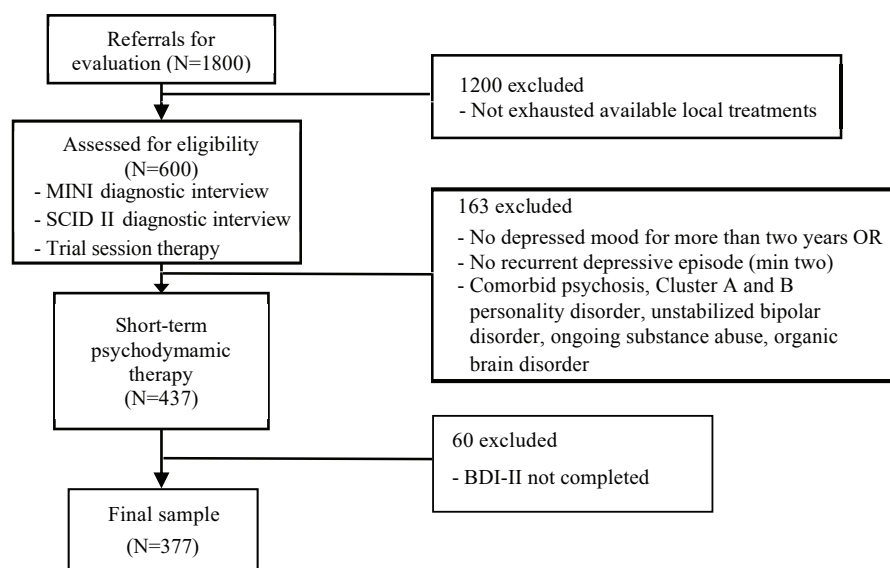 Referrals for
evaluation (N=1800)
1200 excluded
- Not exhausted available local treatments
Assessed for eligibility
(N=600)
- MINI diagnostic interview
- SCID II diagnostic interview
- Trial session therapy
163 excluded
- No depressed mood for more than two years OR
- No recurrent depressive episode (min two)
- Comorbid psychosis, Cluster A and B
personality disorder, unstabilized bipolar
disorder, ongoing substance abuse, organic
brain disorder
Short-term
psychodymamic
therapy
(N=437)
60 excluded
- BDI-II not completed
Final sample
(N=377)